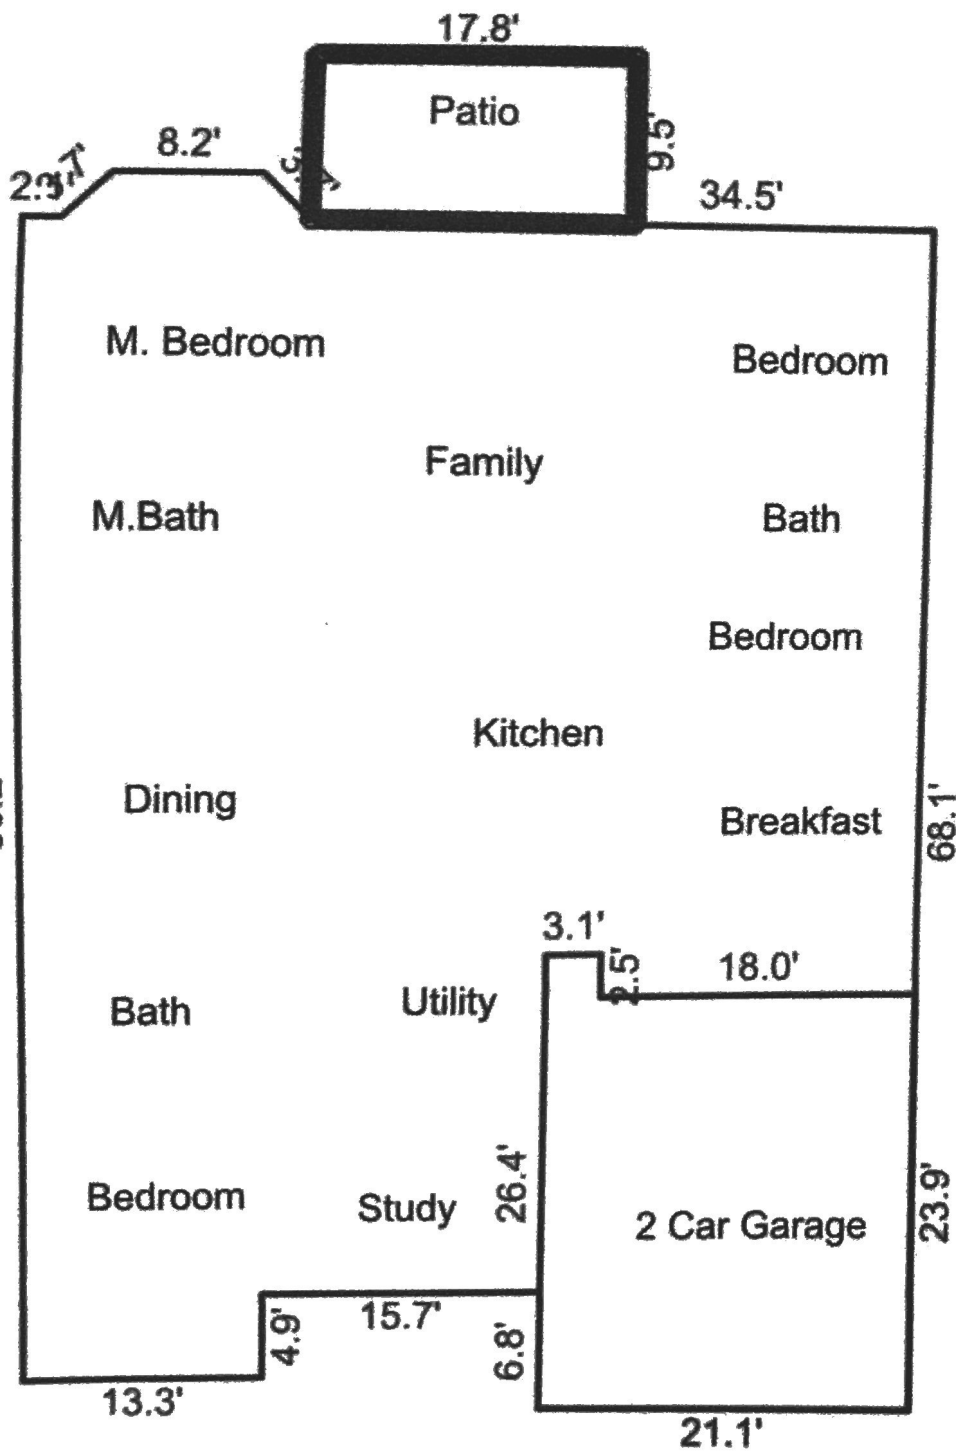 17.8'
Patio
9.5'
8.2'
34.5'
M. Bedroom
Bedroom
Family
M.Bath
Bath
Bedroom
Kitchen
Dining
Breakfast
68.1'
3.1'
2.5'
18.0'
Bath
Utility
26.4'
Bedroom
Study
2 Car Garage
23.9'
15.7'
4.9'
6.8'
13.3'
21.1'